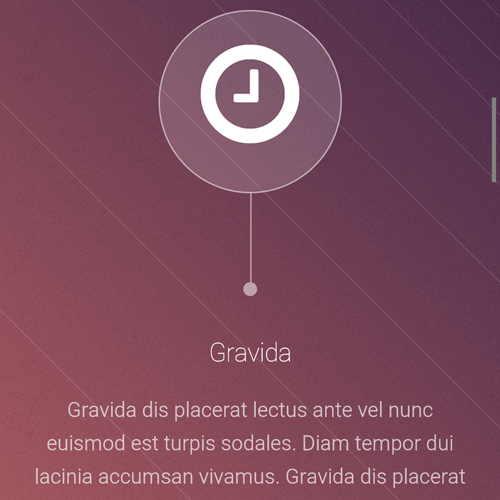 Gravida
Gravida dis placerat lectus ante vel nunc
euismod est turpis sodales. Diam tempor dui
lacinia accumsan vivamus. Gravida dis placerat